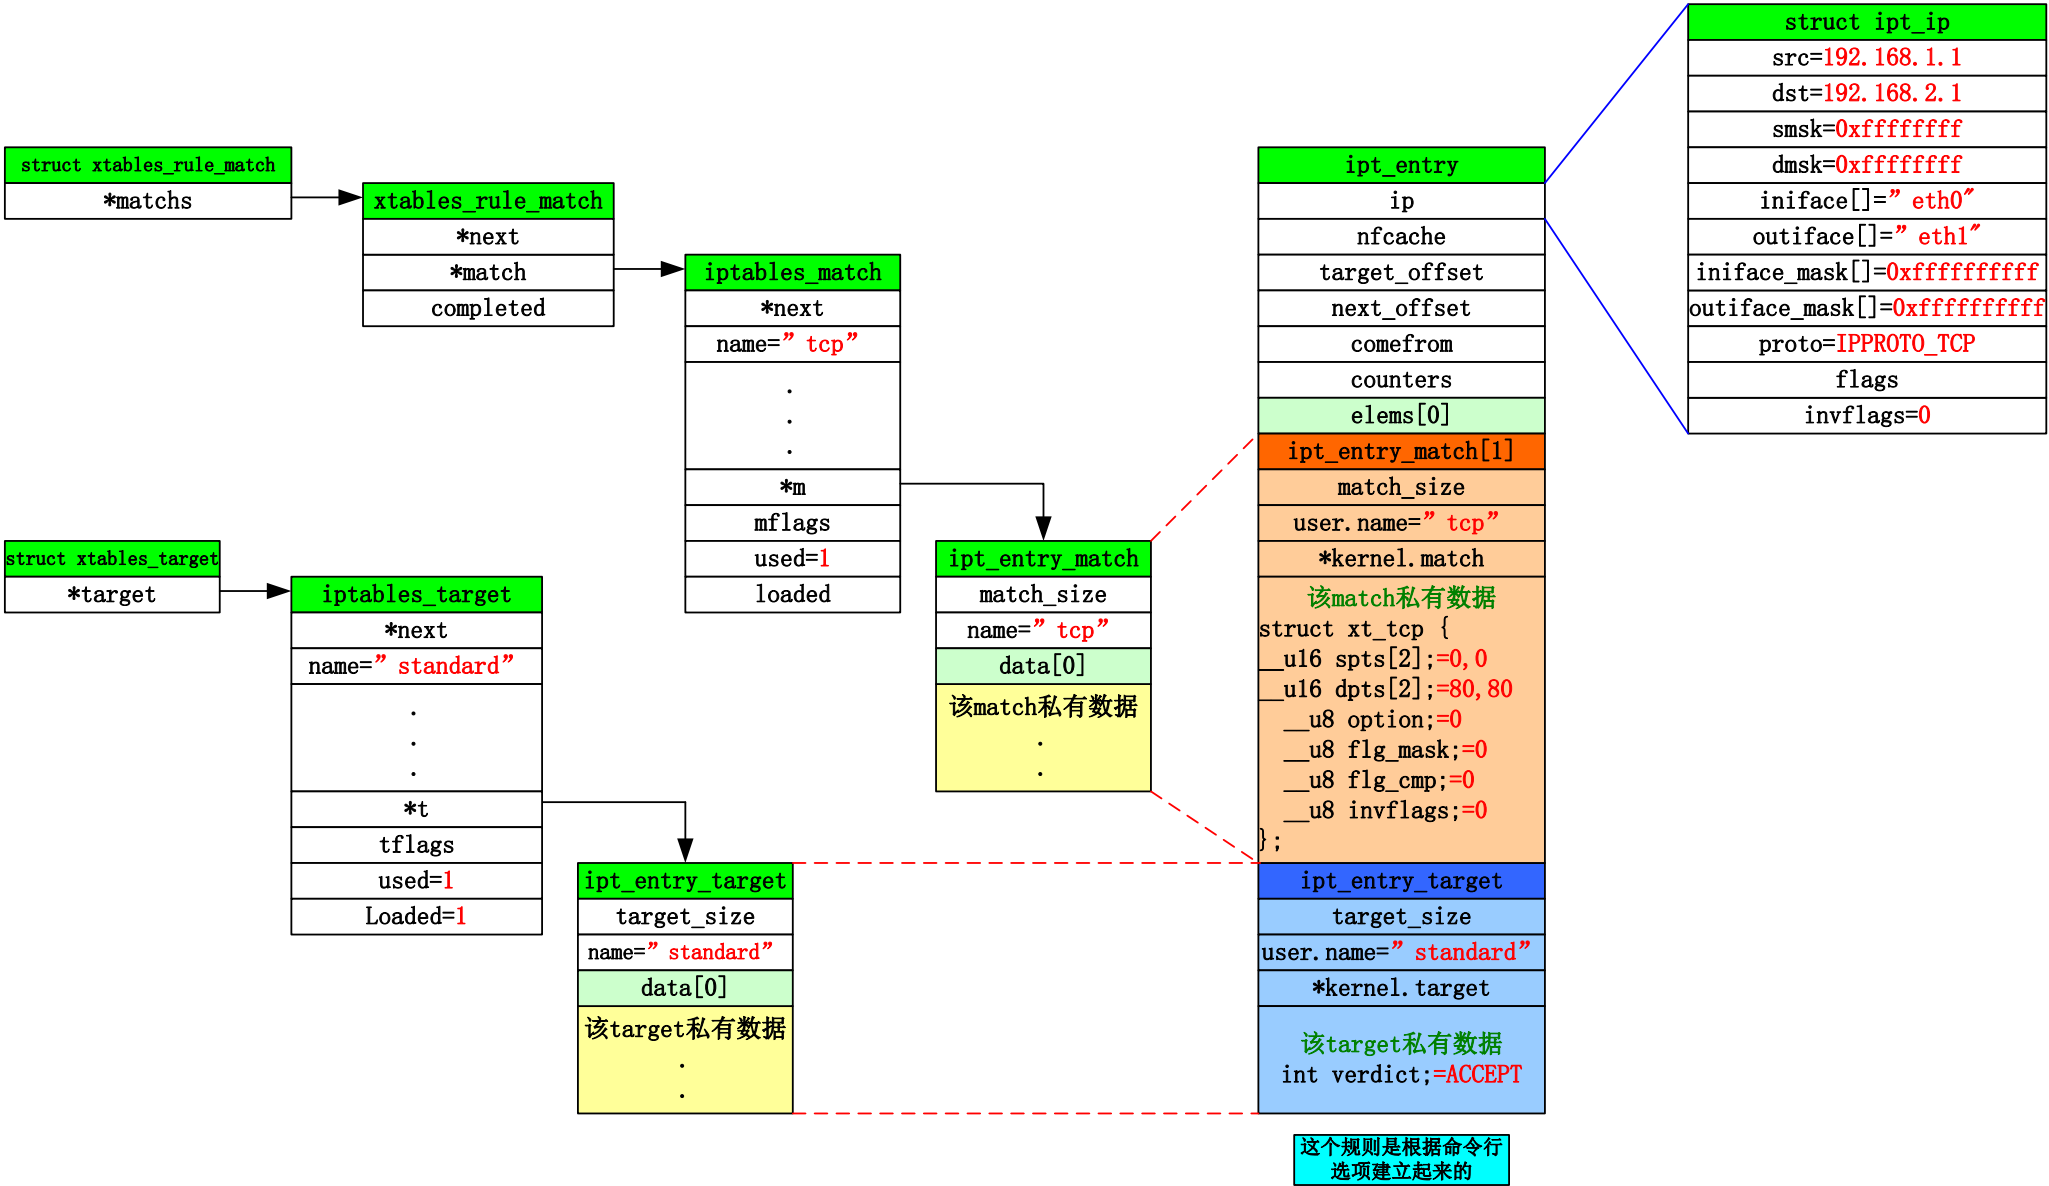 struct xtables_rule_match
*matchs
xtables_rule_match
*next
*match
completed
iptables_match
*next
name=”tcp”
.
.
.
*m
mflags
used=1
loaded
struct xtables_target
*target
iptables_target
*next
name=”standard”
.
.
.
*t
tflags
used=1
Loaded=1
ipt_entry_match
match_size
name=”tcp”
data[0]
该match私有数据
.
.
ipt_entry_target
target_size
name=”standard”
data[0]
该target私有数据
.
.
ipt_entry
ip
nfcache
target_offset
next_offset
comefrom
counters
elems[0]
ipt_entry_match[1]
match_size
user.name=”tcp”
*kernel.match
该match私有数据
struct xt_tcp {
__u16 spts[2];=0,0
__u16 dpts[2];=80,80
__u8 option;=0
__u8 flg_mask;=0
__u8 flg_cmp;=0
__u8 invflags;=0
};
ipt_entry_target
target_size
user.name=”standard”
*kernel.target
该target私有数据
int verdict;=ACCEPT
struct ipt_ip
src=192.168.1.1
dst=192.168.2.1
smsk=0xffffffff
dmsk=0xffffffff
iniface[]=”eth0″
outiface[]=”eth1″
iniface_mask[]=0xffffffffff
outiface_mask[]=0xffffffffff
proto=IPPROTO_TCP
flags
invflags=0
这个规则是根据命令行
选项建立起来的